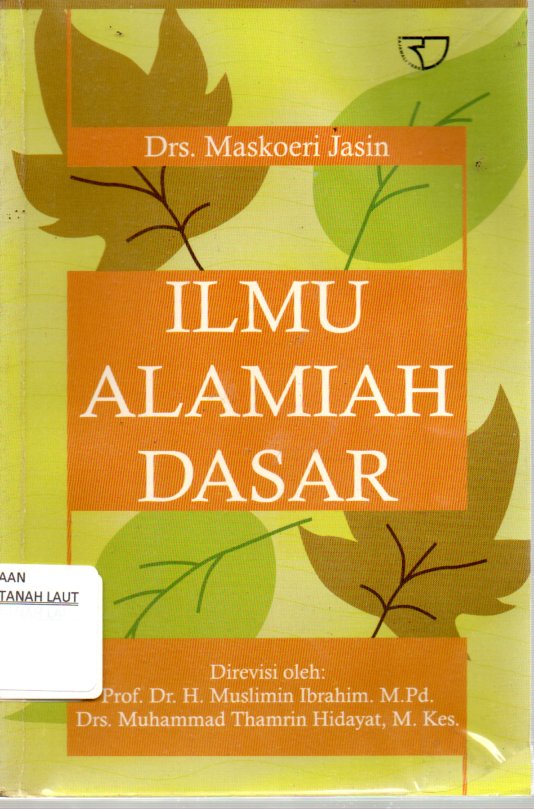 Drs. Maskoeri Jasin
ILMU
ALAMIAH
DASAR
AAN
TANAH LAUT
Direvisi oleh:
Prof. Dr. H. Muslimin Ibrahim. M.Pd.
Drs. Muhammad Thamrin Hidayat, M. Kes.